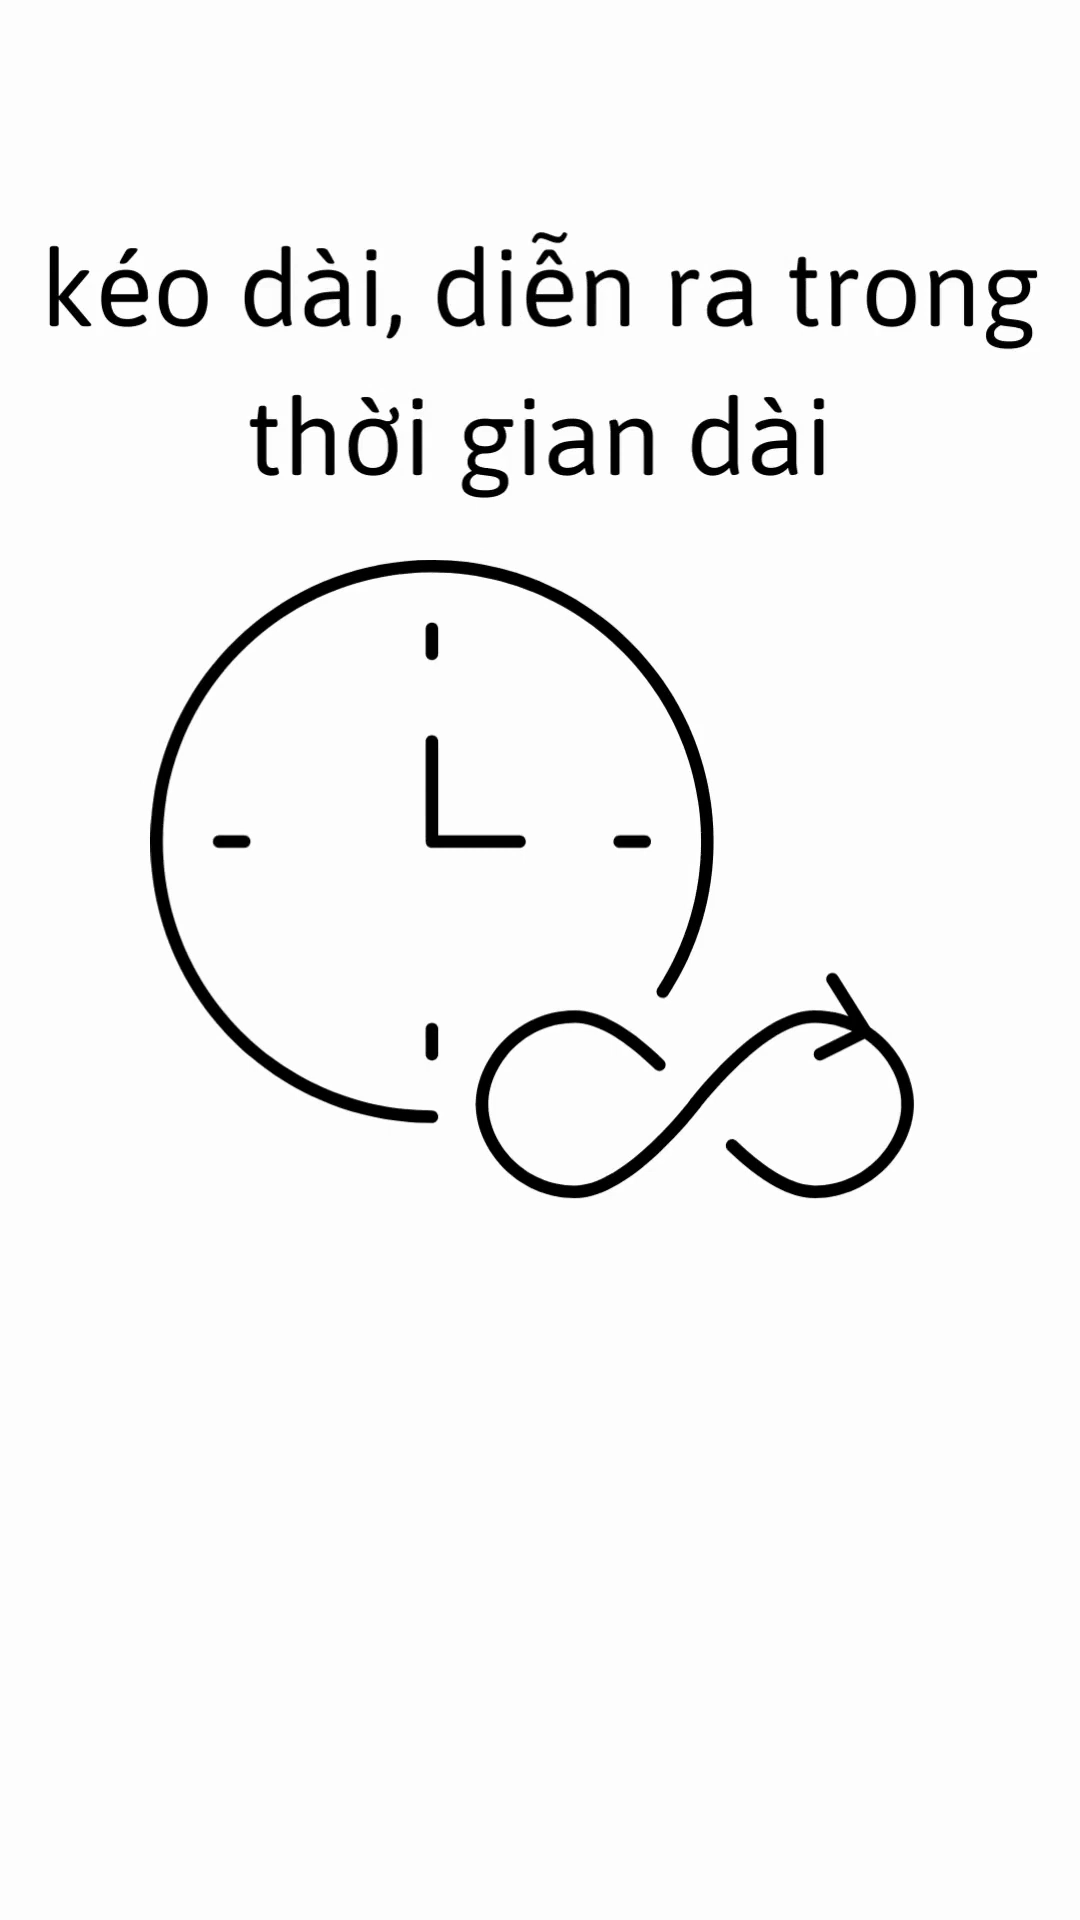 kéo dài, diễn ra trong
thời gian dài